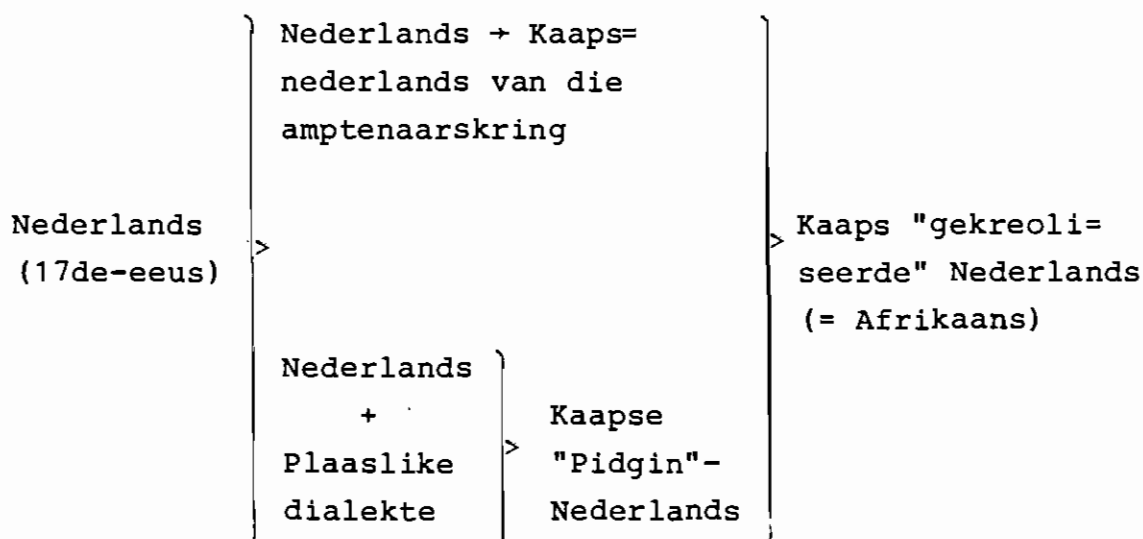 Nederlands → Kaaps=
nederlands van die
amptenaarskring
Nederlands
(17de-eeus)
>
> Kaaps "gekreoli=
seerde" Nederlands
(= Afrikaans)
Nederlands
+
Plaaslike
dialekte
>
Kaapse
"Pidgin"-
Nederlands